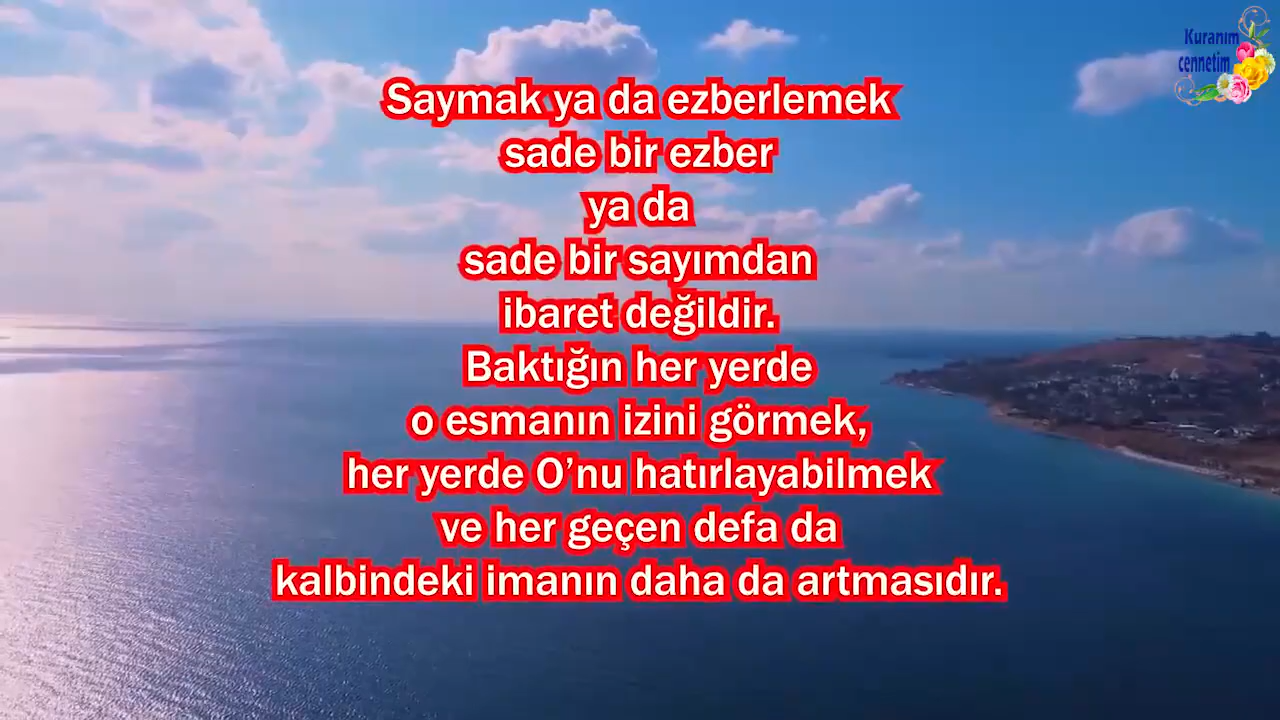 Kuranım
cennetim
Saymak ya da ezberlemek
sade bir ezber
ya da
sade bir sayımdan
ibaret değildir.
Baktığın her yerde
o esmanın izini görmek,
her yerde O’nu hatırlayabilmek
ve her geçen defa da
kalbindeki imanın daha da artmasıdır.